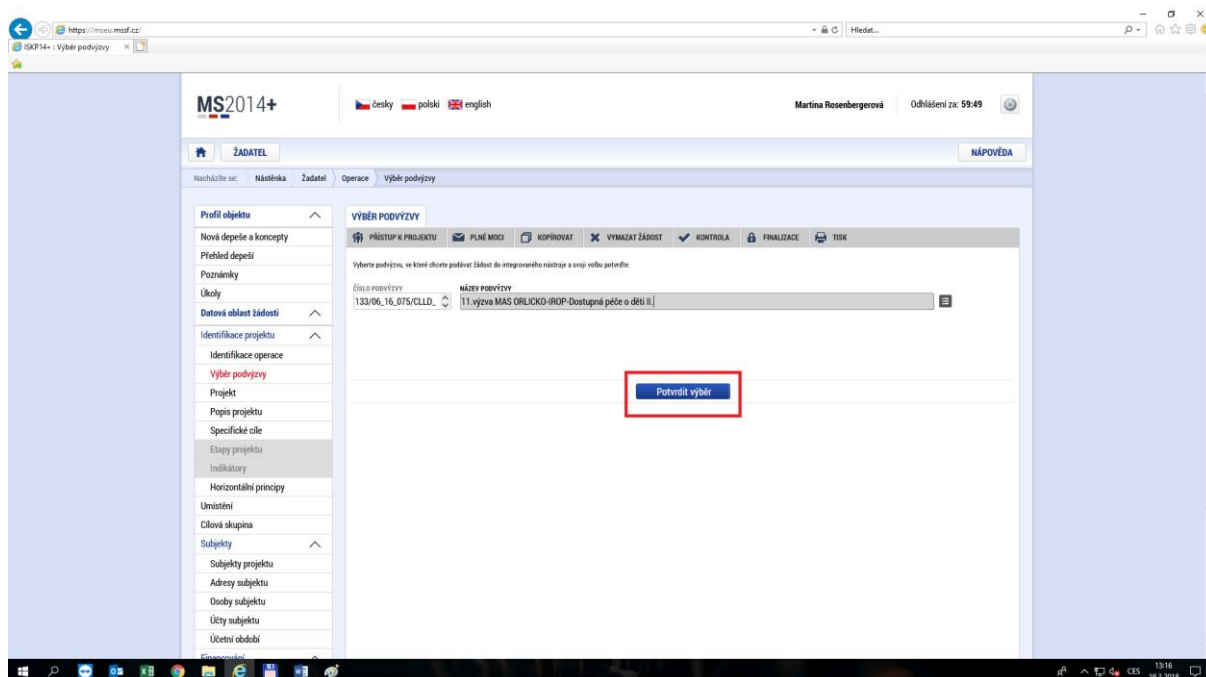 https://mseu.mssf.cz/
Hledat...
ISKP14+ : Výběr podvýzvy
MS2014+
česky polski english
Martina Rosenbergerová Odhlášení za: 59:49
ŽADATEL
NÁPOVĚDA
Nacházíte se: Nástěnka Žadatel Operace Výběr podvýzvy
Profil objektu
Nová depeše a koncepty
Přehled depeší
Poznámky
Úkoly
Datová oblast žádosti
Identifikace projektu
Identifikace operace
Výběr podvýzvy
Projekt
Popis projektu
Specifické cíle
Etapy projektu
Indikátory
Horizontální principy
Umístění
Cílová skupina
Subjekty
Subjekty projektu
Adresy subjektu
Osoby subjektu
Účty subjektu
Účetní období
Financování
VÝBĚR PODVÝZVY
PŘÍSTUP K PROJEKTU PLNÉ MOCI KOPÍROVAT VYMAZAT ŽÁDOST KONTROLA FINALIZACE TISK
Vyberte podvýzvu, ve které chcete podávat žádost do integrovaného nástroje a svoji volbu potvrďte.
ČÍSLO PODVÝZVY NÁZEV PODVÝZVY
133/06_16_075/CLLD_ 11.výzva MAS ORLICKO-IROP-Dostupná péče o děti II.
Potvrdit výběr
CES 13:16
19.3.2018